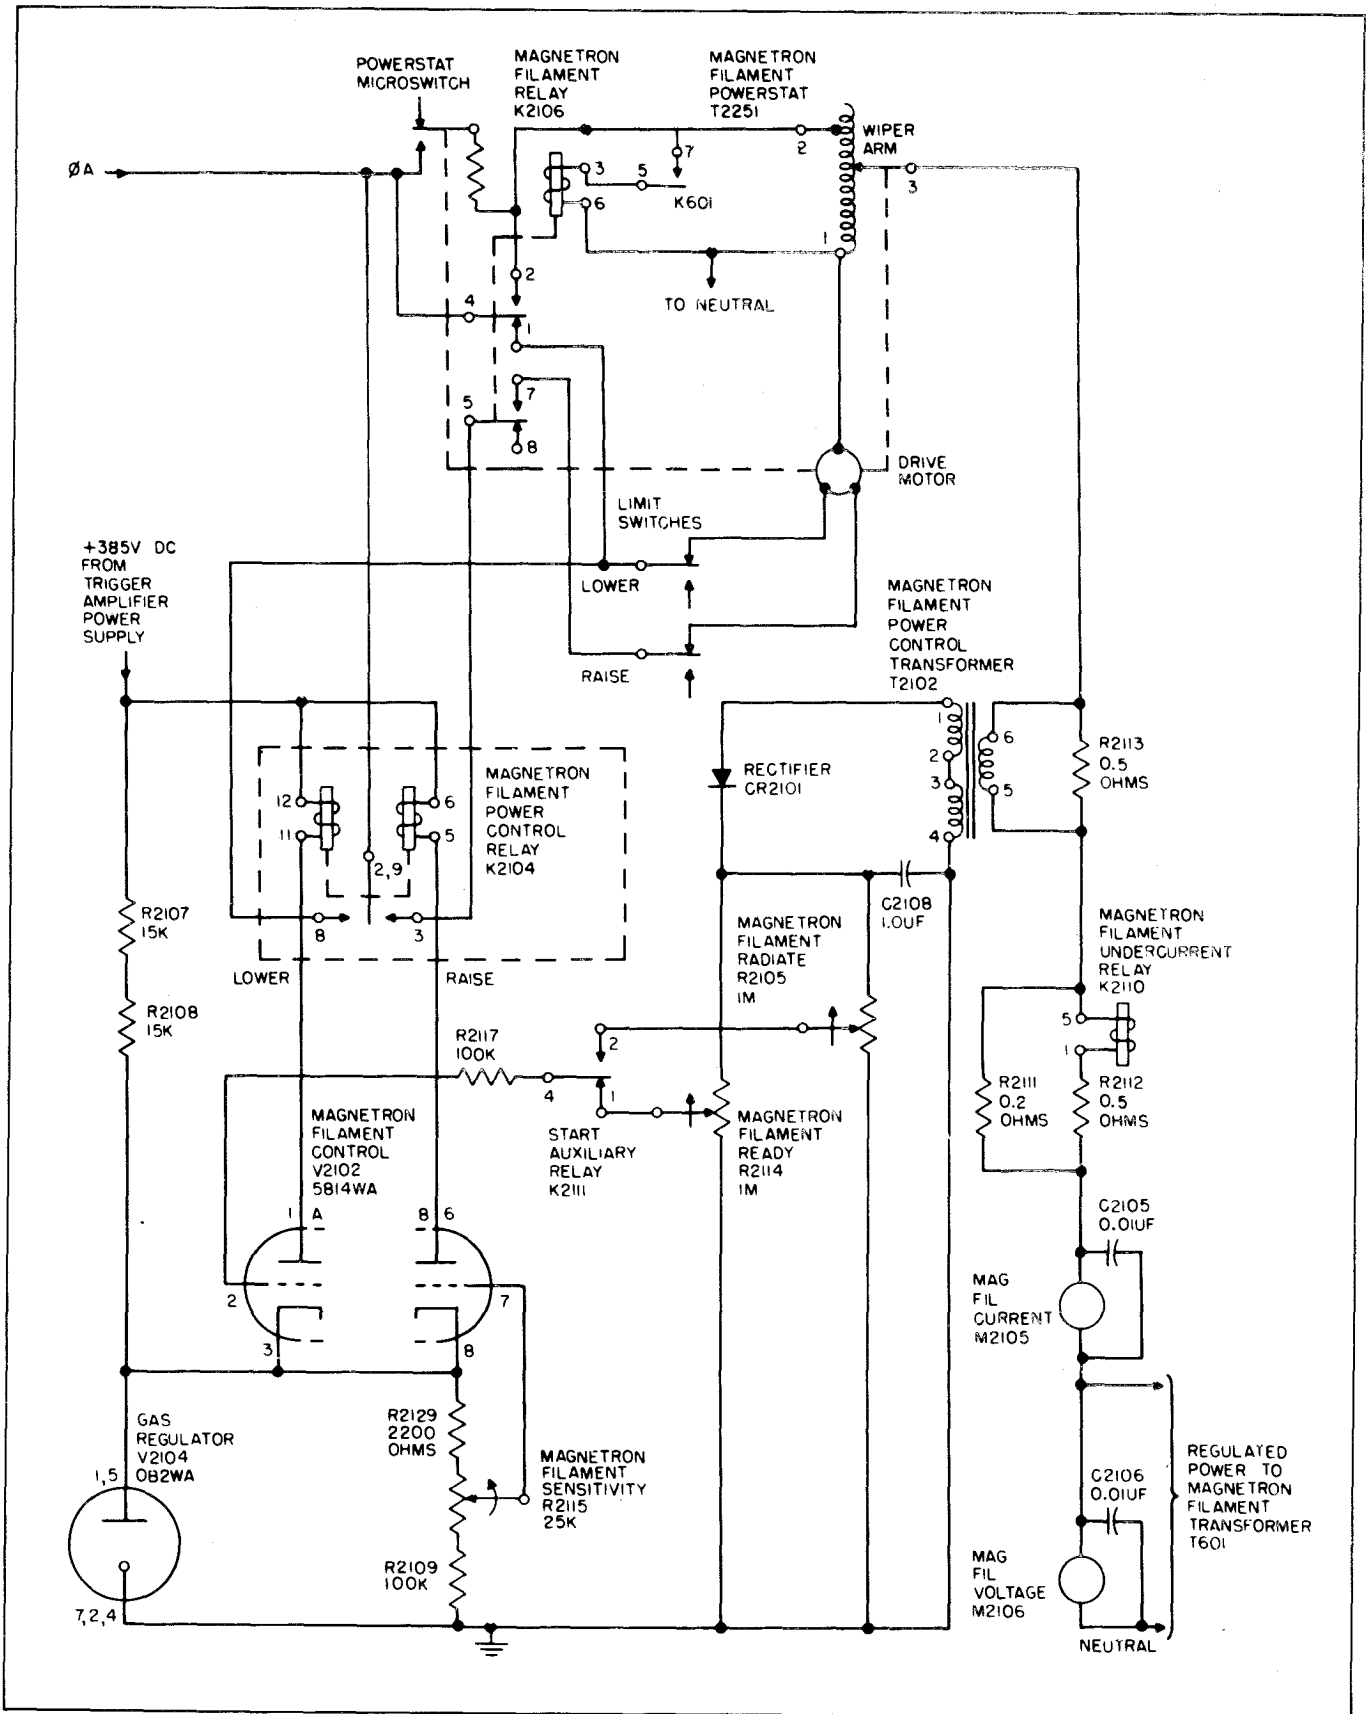 POWERSTAT
MICROSWITCH
MAGNETRON
FILAMENT
RELAY
K2106
MAGNETRON
FILAMENT
POWERSTAT
T2251
WIPER
ARM
ØA
7
2
3
5
K601
3
6
1
2
TO NEUTRAL
4
1
7
5
8
DRIVE
MOTOR
LIMIT
SWITCHES
LOWER
RAISE
+385V DC
FROM
TRIGGER
AMPLIFIER
POWER
SUPPLY
MAGNETRON
FILAMENT
POWER
CONTROL
TRANSFORMER
T2102
1
2
3
4
6
5
R2113
0.5
OHMS
RECTIFIER
CR2101
MAGNETRON
FILAMENT
POWER
CONTROL
RELAY
K2104
12
11
6
5
2,9
8
3
LOWER
RAISE
R2107
15K
R2108
15K
C2108
1.0UF
MAGNETRON
FILAMENT
RADIATE
R2105
1M
MAGNETRON
FILAMENT
UNDERCURRENT
RELAY
K2110
5
1
R2111
0.2
OHMS
R2112
0.5
OHMS
R2117
100K
2
4
1
START
AUXILIARY
RELAY
K2111
MAGNETRON
FILAMENT
READY
R2114
1M
MAGNETRON
FILAMENT
CONTROL
V2102
5814WA
1 A
8 6
2
7
3
8
C2105
0.01UF
MAG
FIL
CURRENT
M2105
GAS
REGULATOR
V2104
OB2WA
1,5
7,2,4
R2129
2200
OHMS
MAGNETRON
FILAMENT
SENSITIVITY
R2115
25K
R2109
100K
C2106
0.01UF
MAG
FIL
VOLTAGE
M2106
REGULATED
POWER TO
MAGNETRON
FILAMENT
TRANSFORMER
T601
NEUTRAL